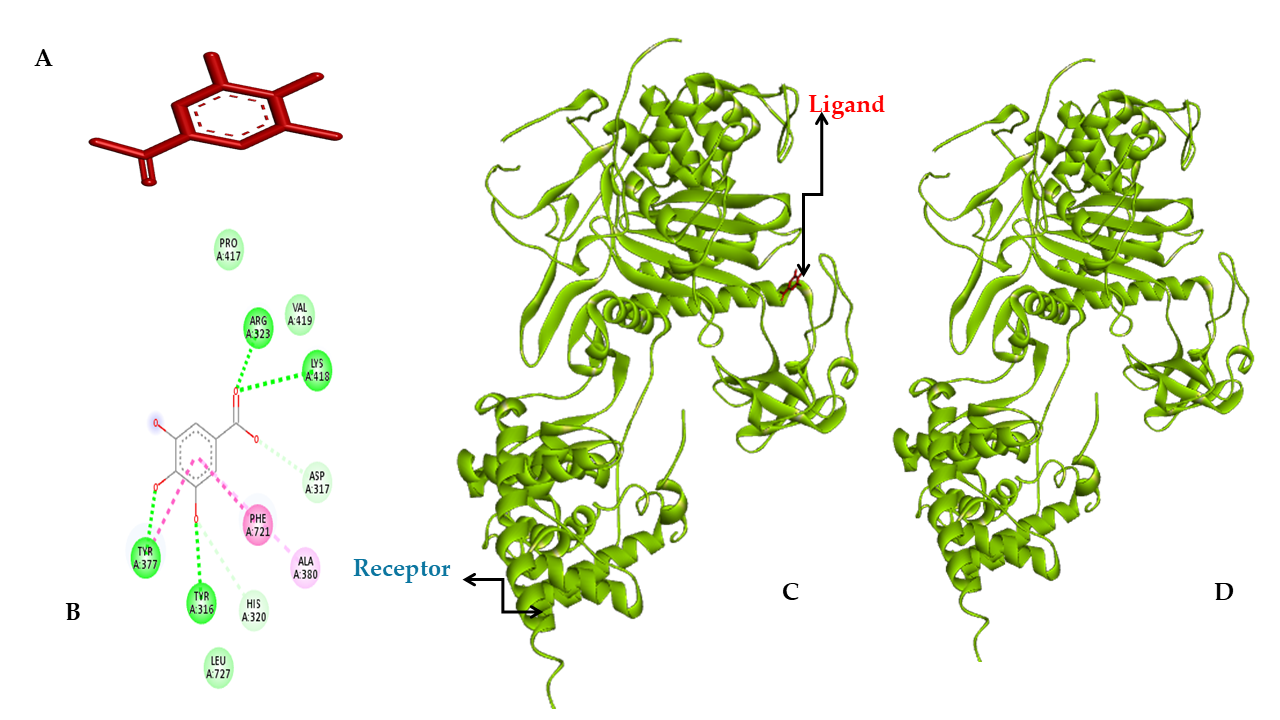 A
Ligand
PRO
A:417
VAL
A:419
ARG
A:323
LYS
A:418
O
O
O
ASP
A:317
O
PHE
A:721
O
TYR
A:377
ALA
A:380
Receptor
TYR
A:316
HIS
A:320
B
C
D
LEU
A:727